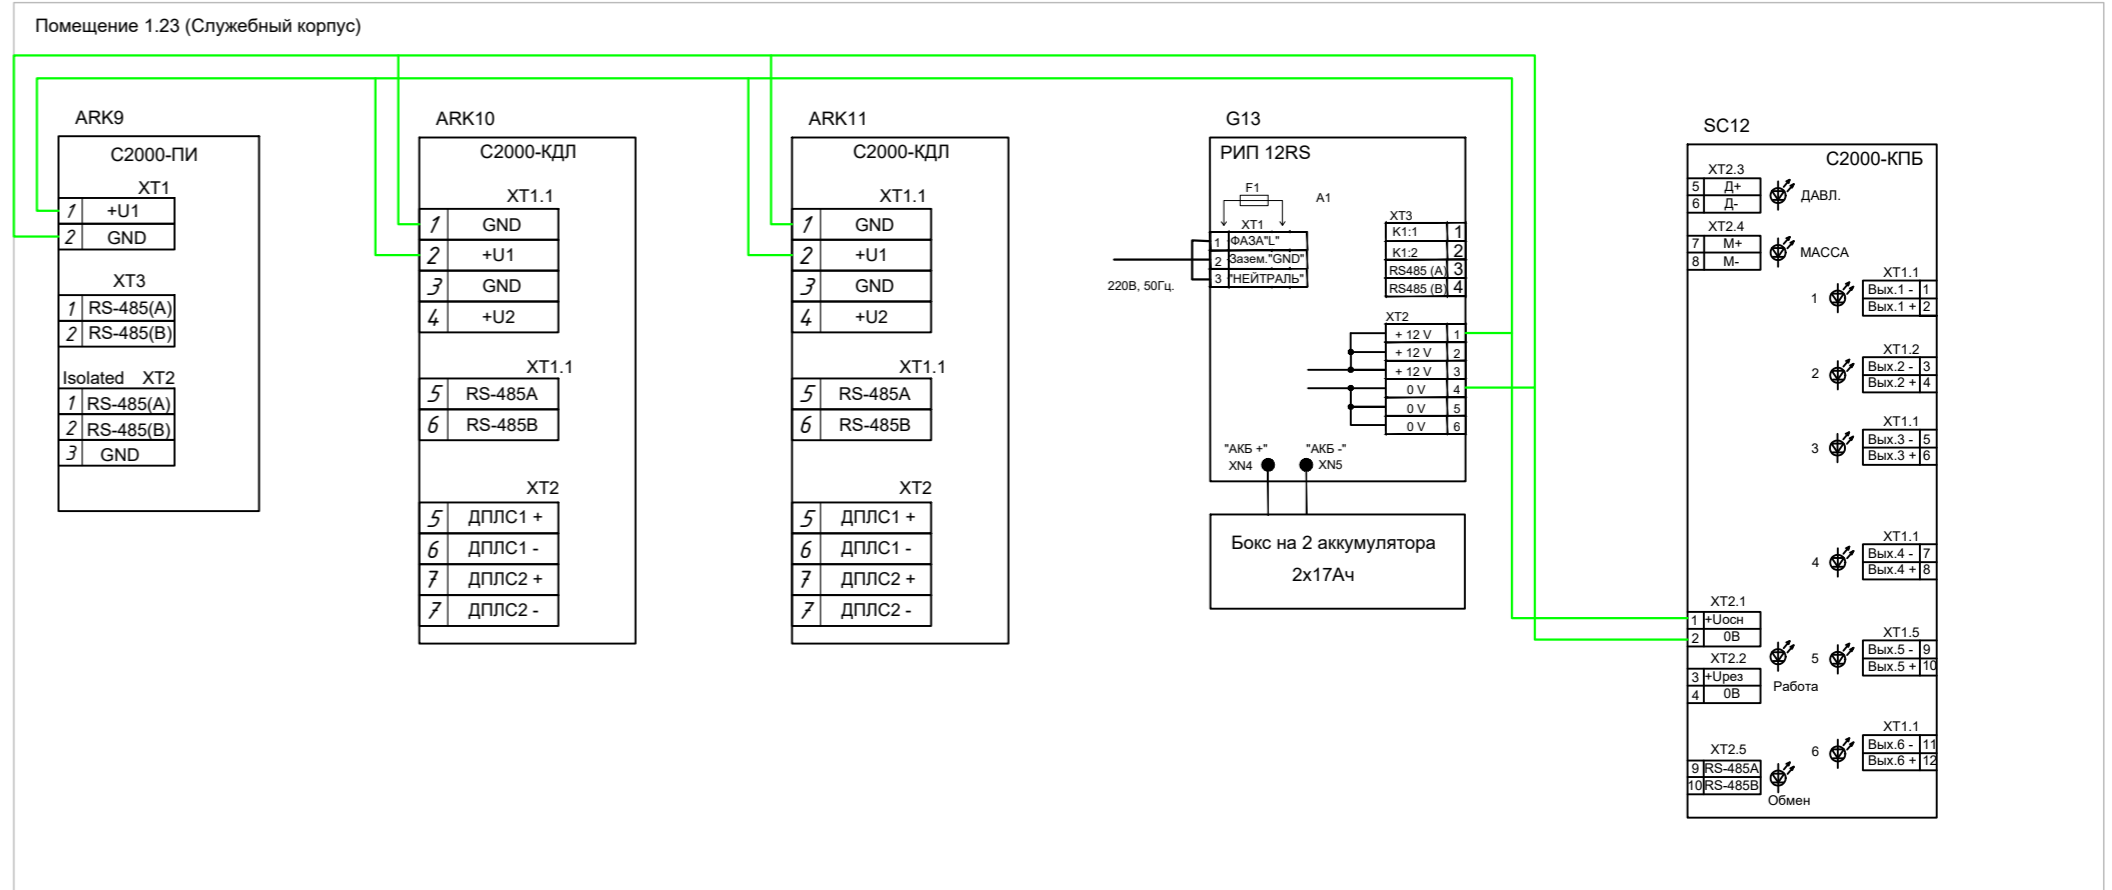 Помещение 1.23 (Служебный корпус)
ARK9
С2000-ПИ
XT1
1 +U1
2 GND
XT3
1 RS-485(A)
2 RS-485(B)
Isolated XT2
1 RS-485(A)
2 RS-485(B)
3 GND
ARK10
С2000-КДЛ
XT1.1
1 GND
2 +U1
3 GND
4 +U2
XT1.1
5 RS-485A
6 RS-485B
XT2
5 ДПЛС1 +
6 ДПЛС1 -
7 ДПЛС2 +
7 ДПЛС2 -
ARK11
С2000-КДЛ
XT1.1
1 GND
2 +U1
3 GND
4 +U2
XT1.1
5 RS-485A
6 RS-485B
XT2
5 ДПЛС1 +
6 ДПЛС1 -
7 ДПЛС2 +
7 ДПЛС2 -
G13
РИП 12RS
F1
A1
XT1
1 ФАЗА"L"
2 Зазем."GND"
3 "НЕЙТРАЛЬ"
220В, 50Гц.
XT3
K1:1 1
K1:2 2
RS485 (A) 3
RS485 (B) 4
XT2
+ 12 V 1
+ 12 V 2
+ 12 V 3
0 V 4
0 V 5
0 V 6
"АКБ +" "АКБ -"
XN4 XN5
Бокс на 2 аккумулятора
2х17Ач
SC12
С2000-КПБ
XT2.3
5 Д+
6 Д-
ДАВЛ.
XT2.4
7 М+
8 М-
МАССА
XT1.1
1 Вых.1 - 1
Вых.1 + 2
XT1.2
2 Вых.2 - 3
Вых.2 + 4
XT1.1
3 Вых.3 - 5
Вых.3 + 6
XT1.1
4 Вых.4 - 7
Вых.4 + 8
XT2.1
1 +Uосн
2 0В
XT2.2
3 +Uрез
4 0В
Работа
XT1.5
5 Вых.5 - 9
Вых.5 + 10
XT1.1
6 Вых.6 - 11
Вых.6 + 12
XT2.5
9 RS-485A
10 RS-485B
Обмен